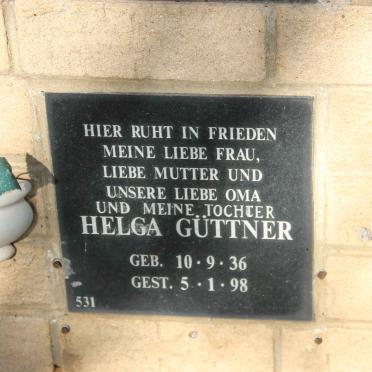 HIER RUHT IN FRIEDEN
MEINE LIEBE FRAU,
LIEBE MUTTER UND
UNSERE LIEBE OMA
UND MEINE TOCHTER
HELGA GÜTTNER
GEB. 10·9·36
GEST. 5·1·98
531